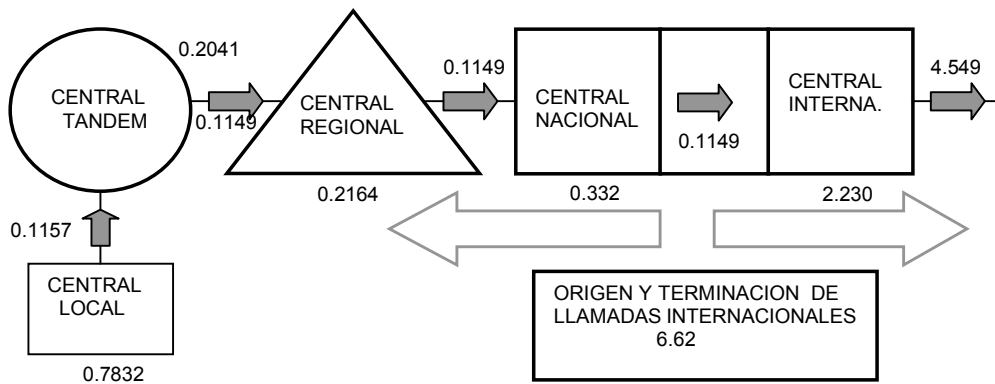 0.2041
CENTRAL
TANDEM
0.1149
CENTRAL
REGIONAL
0.2164
0.1149
CENTRAL
NACIONAL
0.332
0.1149
CENTRAL
INTERNA.
2.230
4.549
0.1157
CENTRAL
LOCAL
0.7832
ORIGEN Y TERMINACION DE
LLAMADAS INTERNACIONALES
6.62